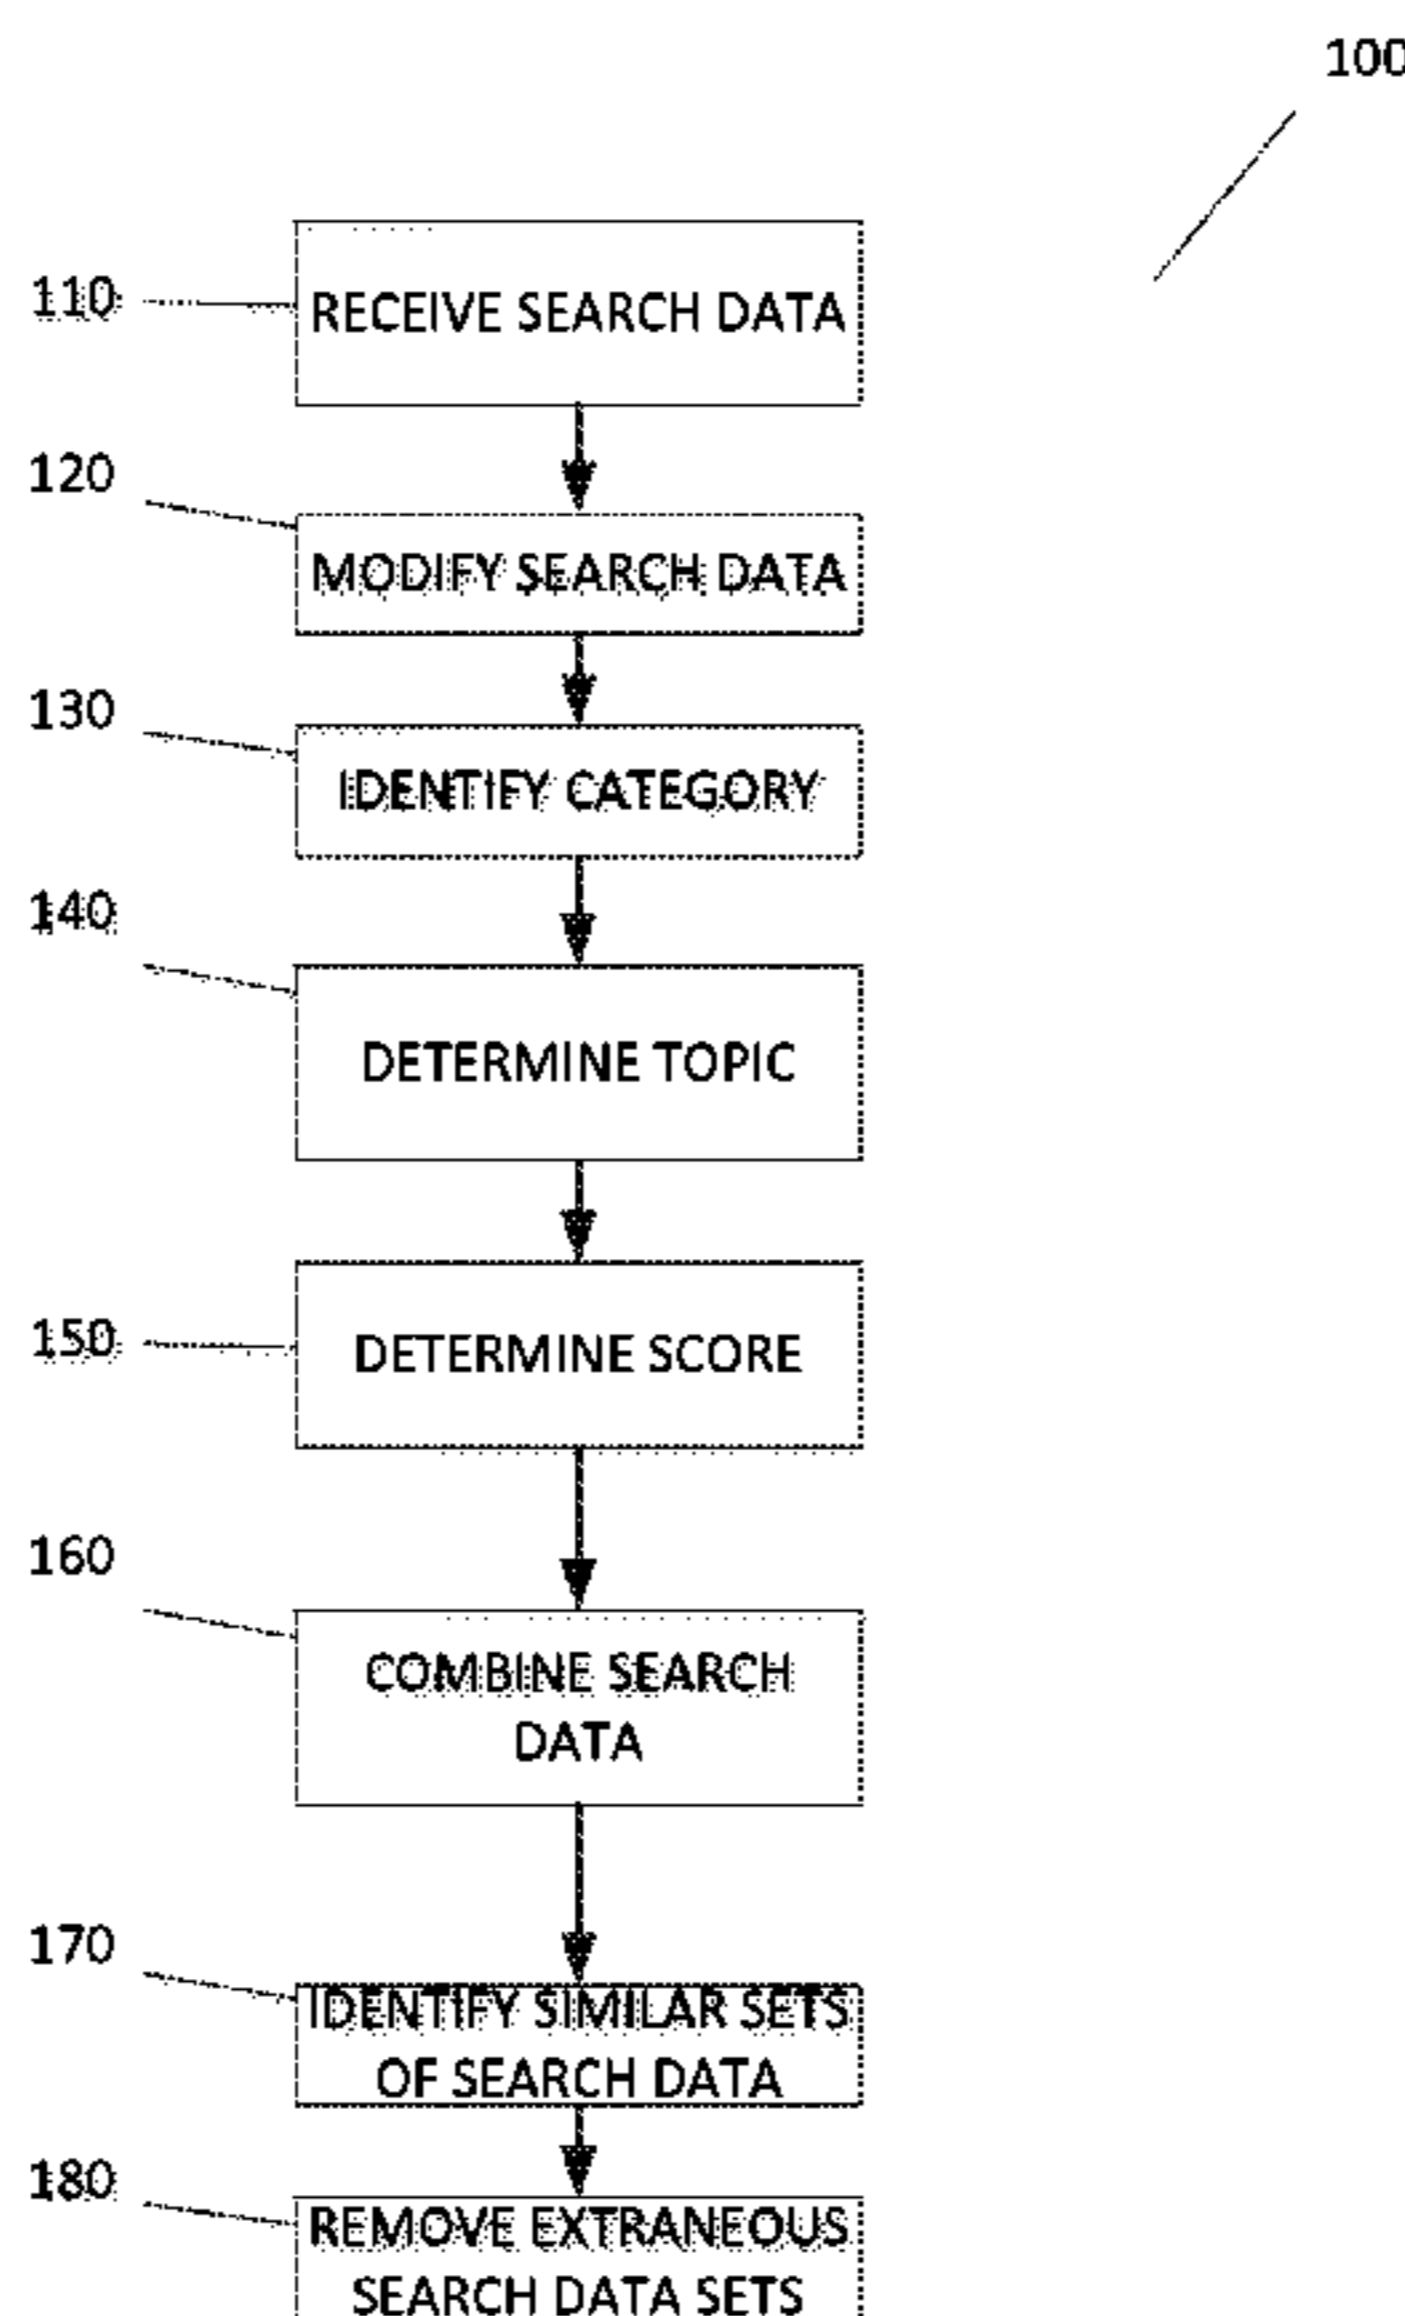 100
110
RECEIVE SEARCH DATA
120
MODIFY SEARCH DATA
130
IDENTIFY CATEGORY
140
DETERMINE TOPIC
150
DETERMINE SCORE
160
COMBINE SEARCH
DATA
170
IDENTIFY SIMILAR SETS
OF SEARCH DATA
180
REMOVE EXTRANEOUS
SEARCH DATA SETS